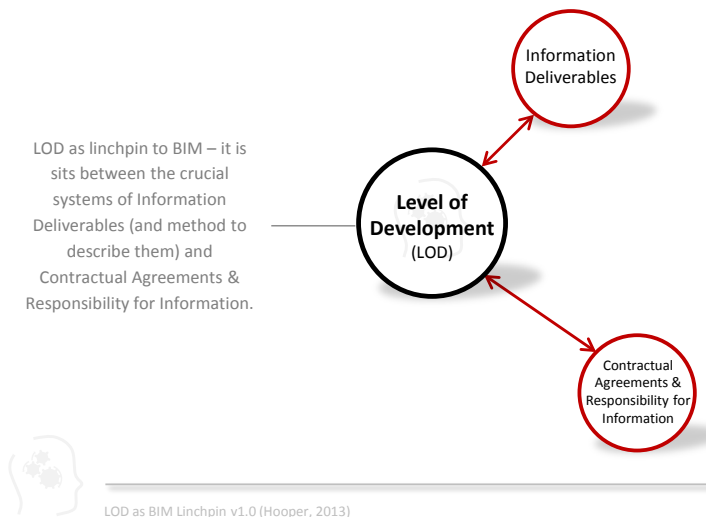 Information
Deliverables
LOD as linchpin to BIM – it is
sits between the crucial
systems of Information
Deliverables (and method to
describe them) and
Contractual Agreements &
Responsibility for Information.
Level of
Development
(LOD)
Contractual
Agreements &
Responsibility for
Information
LOD as BIM Linchpin v1.0 (Hooper, 2013)